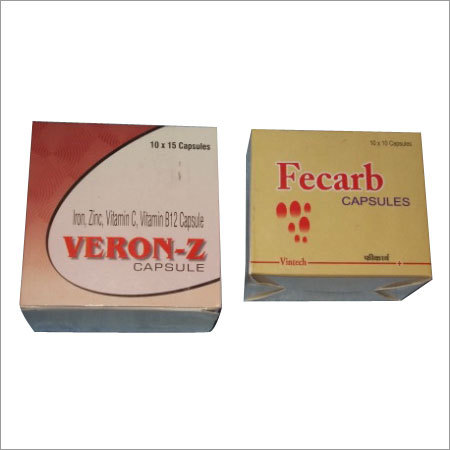 10 x 15 Capsules
Iron, Zinc, Vitamin C, Vitamin B12 Capsule
VERON-Z
CAPSULE
10 x 10 Capsules
Fecarb
CAPSULES
Vintech
फीकार्ब